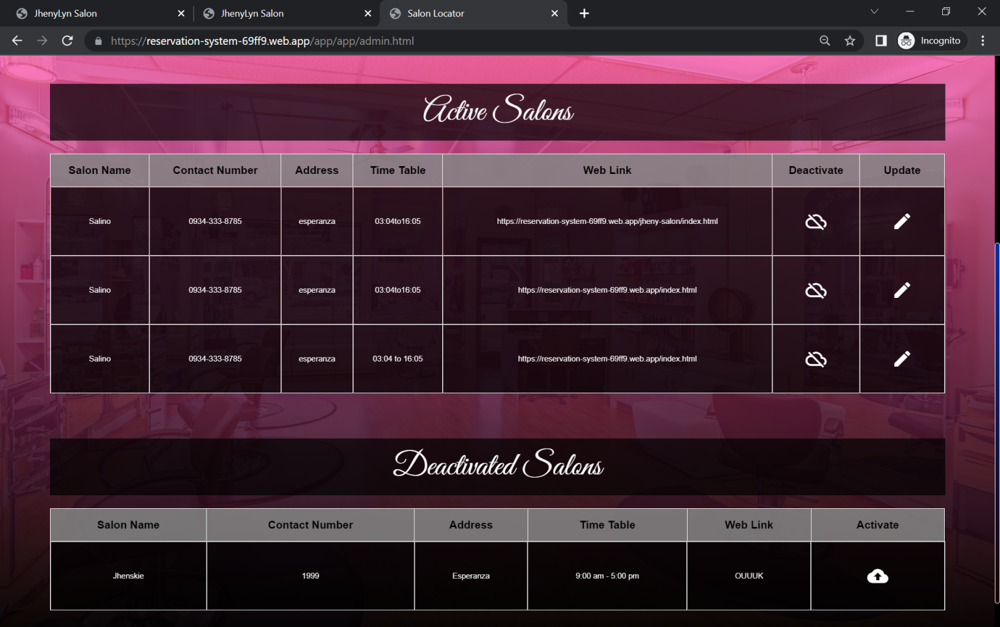 JhenyLyn Salon
JhenyLyn Salon
Salon Locator
https://reservation-system-69ff9.web.app/app/app/admin.html
Incognito
Active Salons
Salon Name Contact Number Address Time Table Web Link Deactivate Update
Salino 0934-333-8785 esperanza 03:04to16:05 https://reservation-system-69ff9.web.app/jheny-salon/index.html
Salino 0934-333-8785 esperanza 03:04to16:05 https://reservation-system-69ff9.web.app/index.html
Salino 0934-333-8785 esperanza 03:04 to 16:05 https://reservation-system-69ff9.web.app/index.html
Deactivated Salons
Salon Name Contact Number Address Time Table Web Link Activate
Jhenskie 1999 Esperanza 9:00 am - 5:00 pm OUUUK